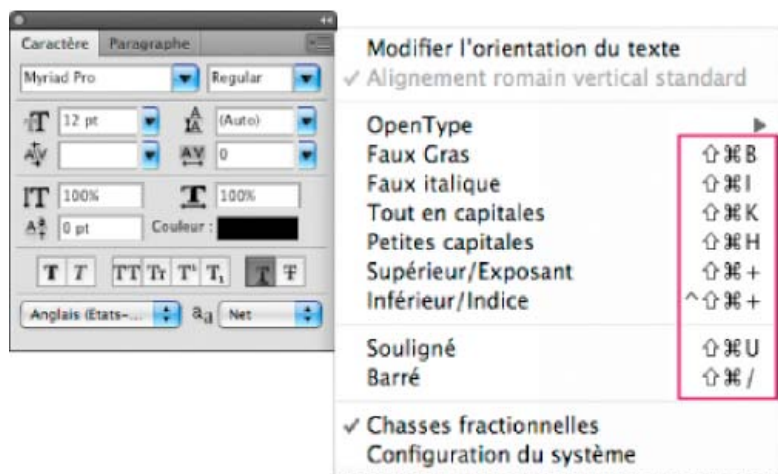 Caractère Paragraphe
Myriad Pro Regular
12 pt (Auto)
0
100% 100%
0 pt Couleur :
T T TT Tr T¹ T₁ T T
Anglais (Etats-... aa Net
Modifier l'orientation du texte
✓ Alignement romain vertical standard
OpenType
Faux Gras ⇧⌘B
Faux italique ⇧⌘I
Tout en capitales ⇧⌘K
Petites capitales ⇧⌘H
Supérieur/Exposant ⇧⌘+
Inférieur/Indice ^⇧⌘+
Souligné ⇧⌘U
Barré ⇧⌘/
✓ Chasses fractionnelles
Configuration du système